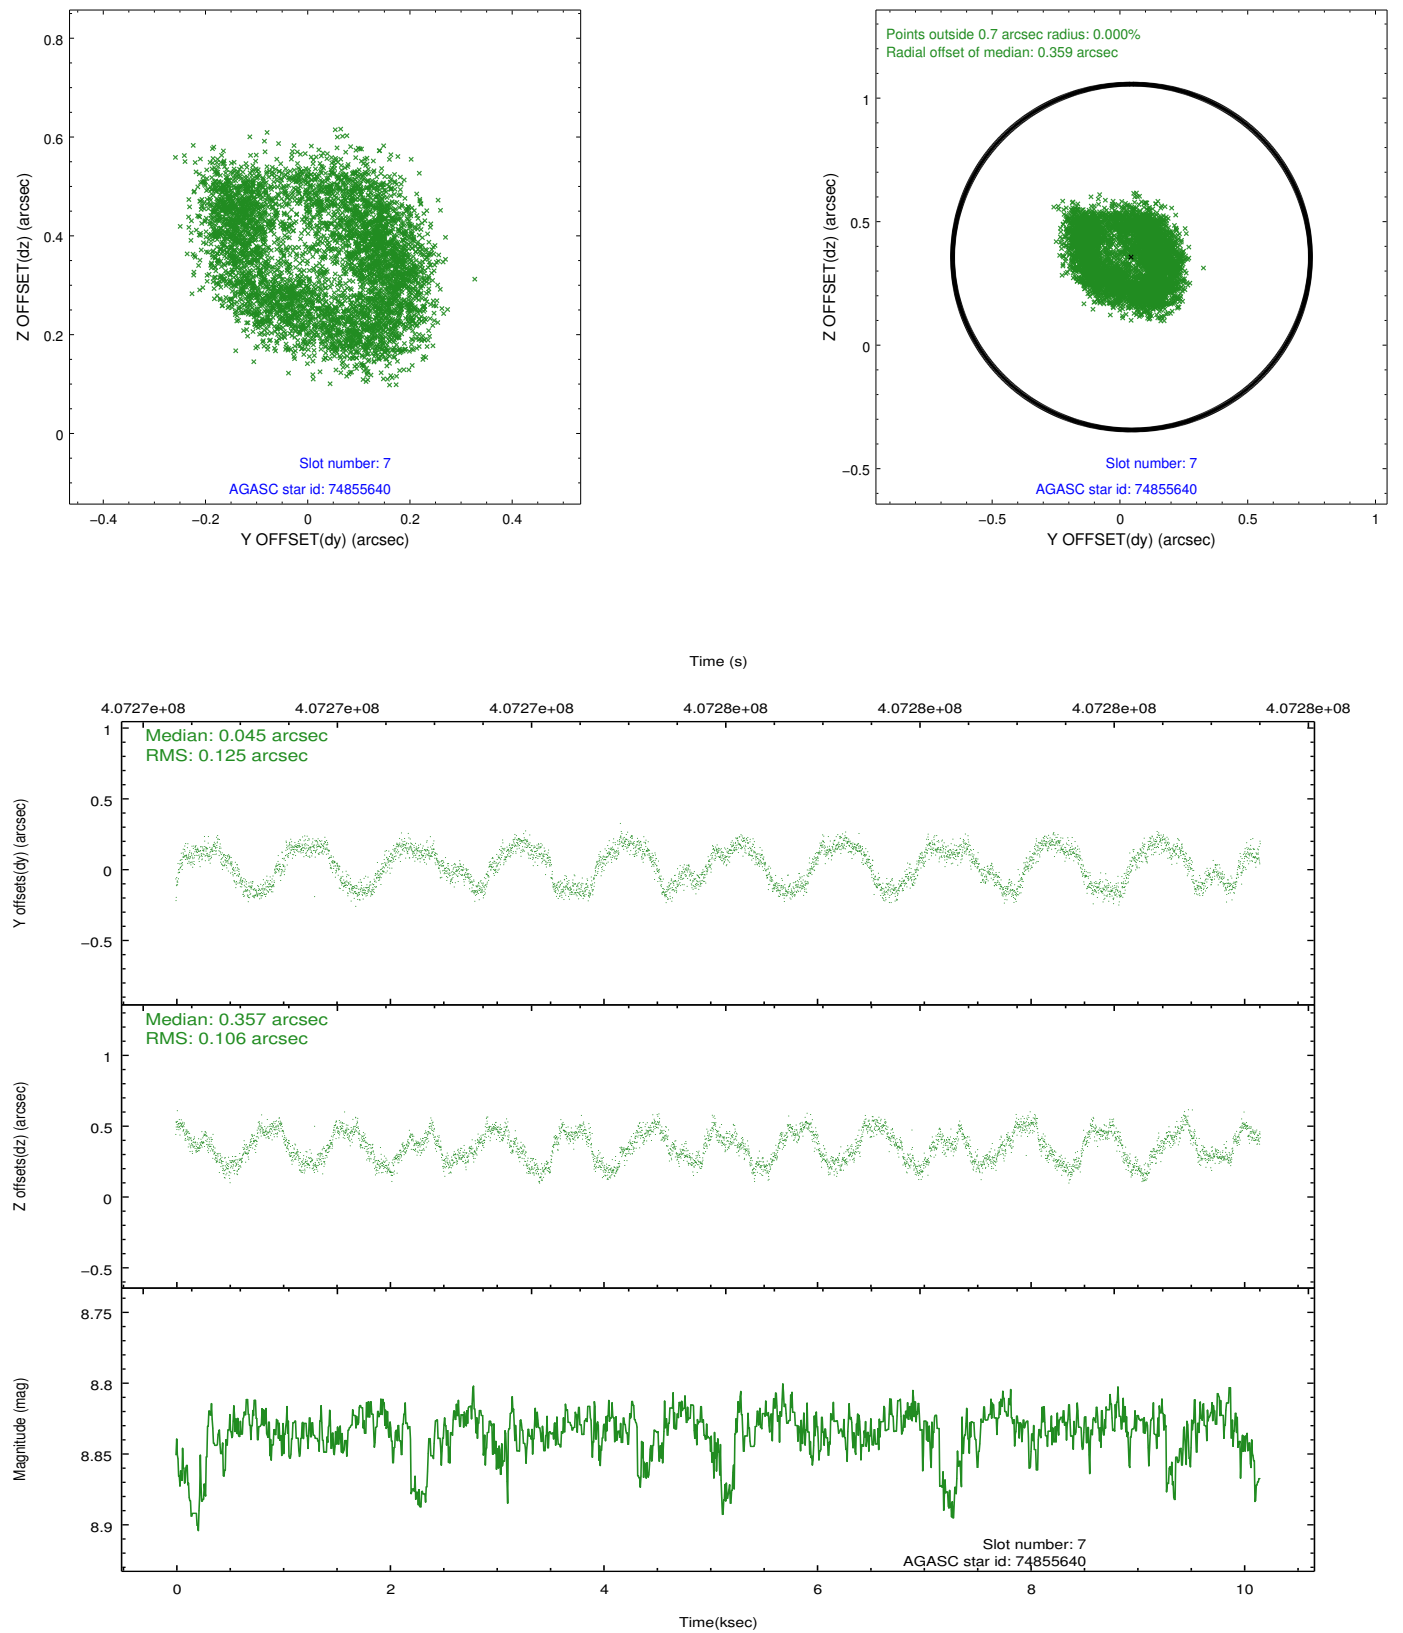 0.8
0.6
0.4
0.2
0
Z OFFSET(dz) (arcsec)
Slot number: 7
AGASC star id: 74855640
−0.4 −0.2 0 0.2 0.4
Y OFFSET(dy) (arcsec)
Points outside 0.7 arcsec radius: 0.000%
Radial offset of median: 0.359 arcsec
1
0.5
0
−0.5
Z OFFSET(dz) (arcsec)
Slot number: 7
AGASC star id: 74855640
−0.5 0 0.5 1
Y OFFSET(dy) (arcsec)
Time (s)
4.0727e+08 4.0727e+08 4.0727e+08 4.0728e+08 4.0728e+08 4.0728e+08 4.0728e+08
Median: 0.045 arcsec
RMS: 0.125 arcsec
1
0.5
0
−0.5
Y offsets(dy) (arcsec)
Median: 0.357 arcsec
RMS: 0.106 arcsec
1
0.5
0
−0.5
Z offsets(dz) (arcsec)
8.75
8.8
8.85
8.9
Magnitude (mag)
Slot number: 7
AGASC star id: 74855640
0 2 4 6 8 10
Time(ksec)